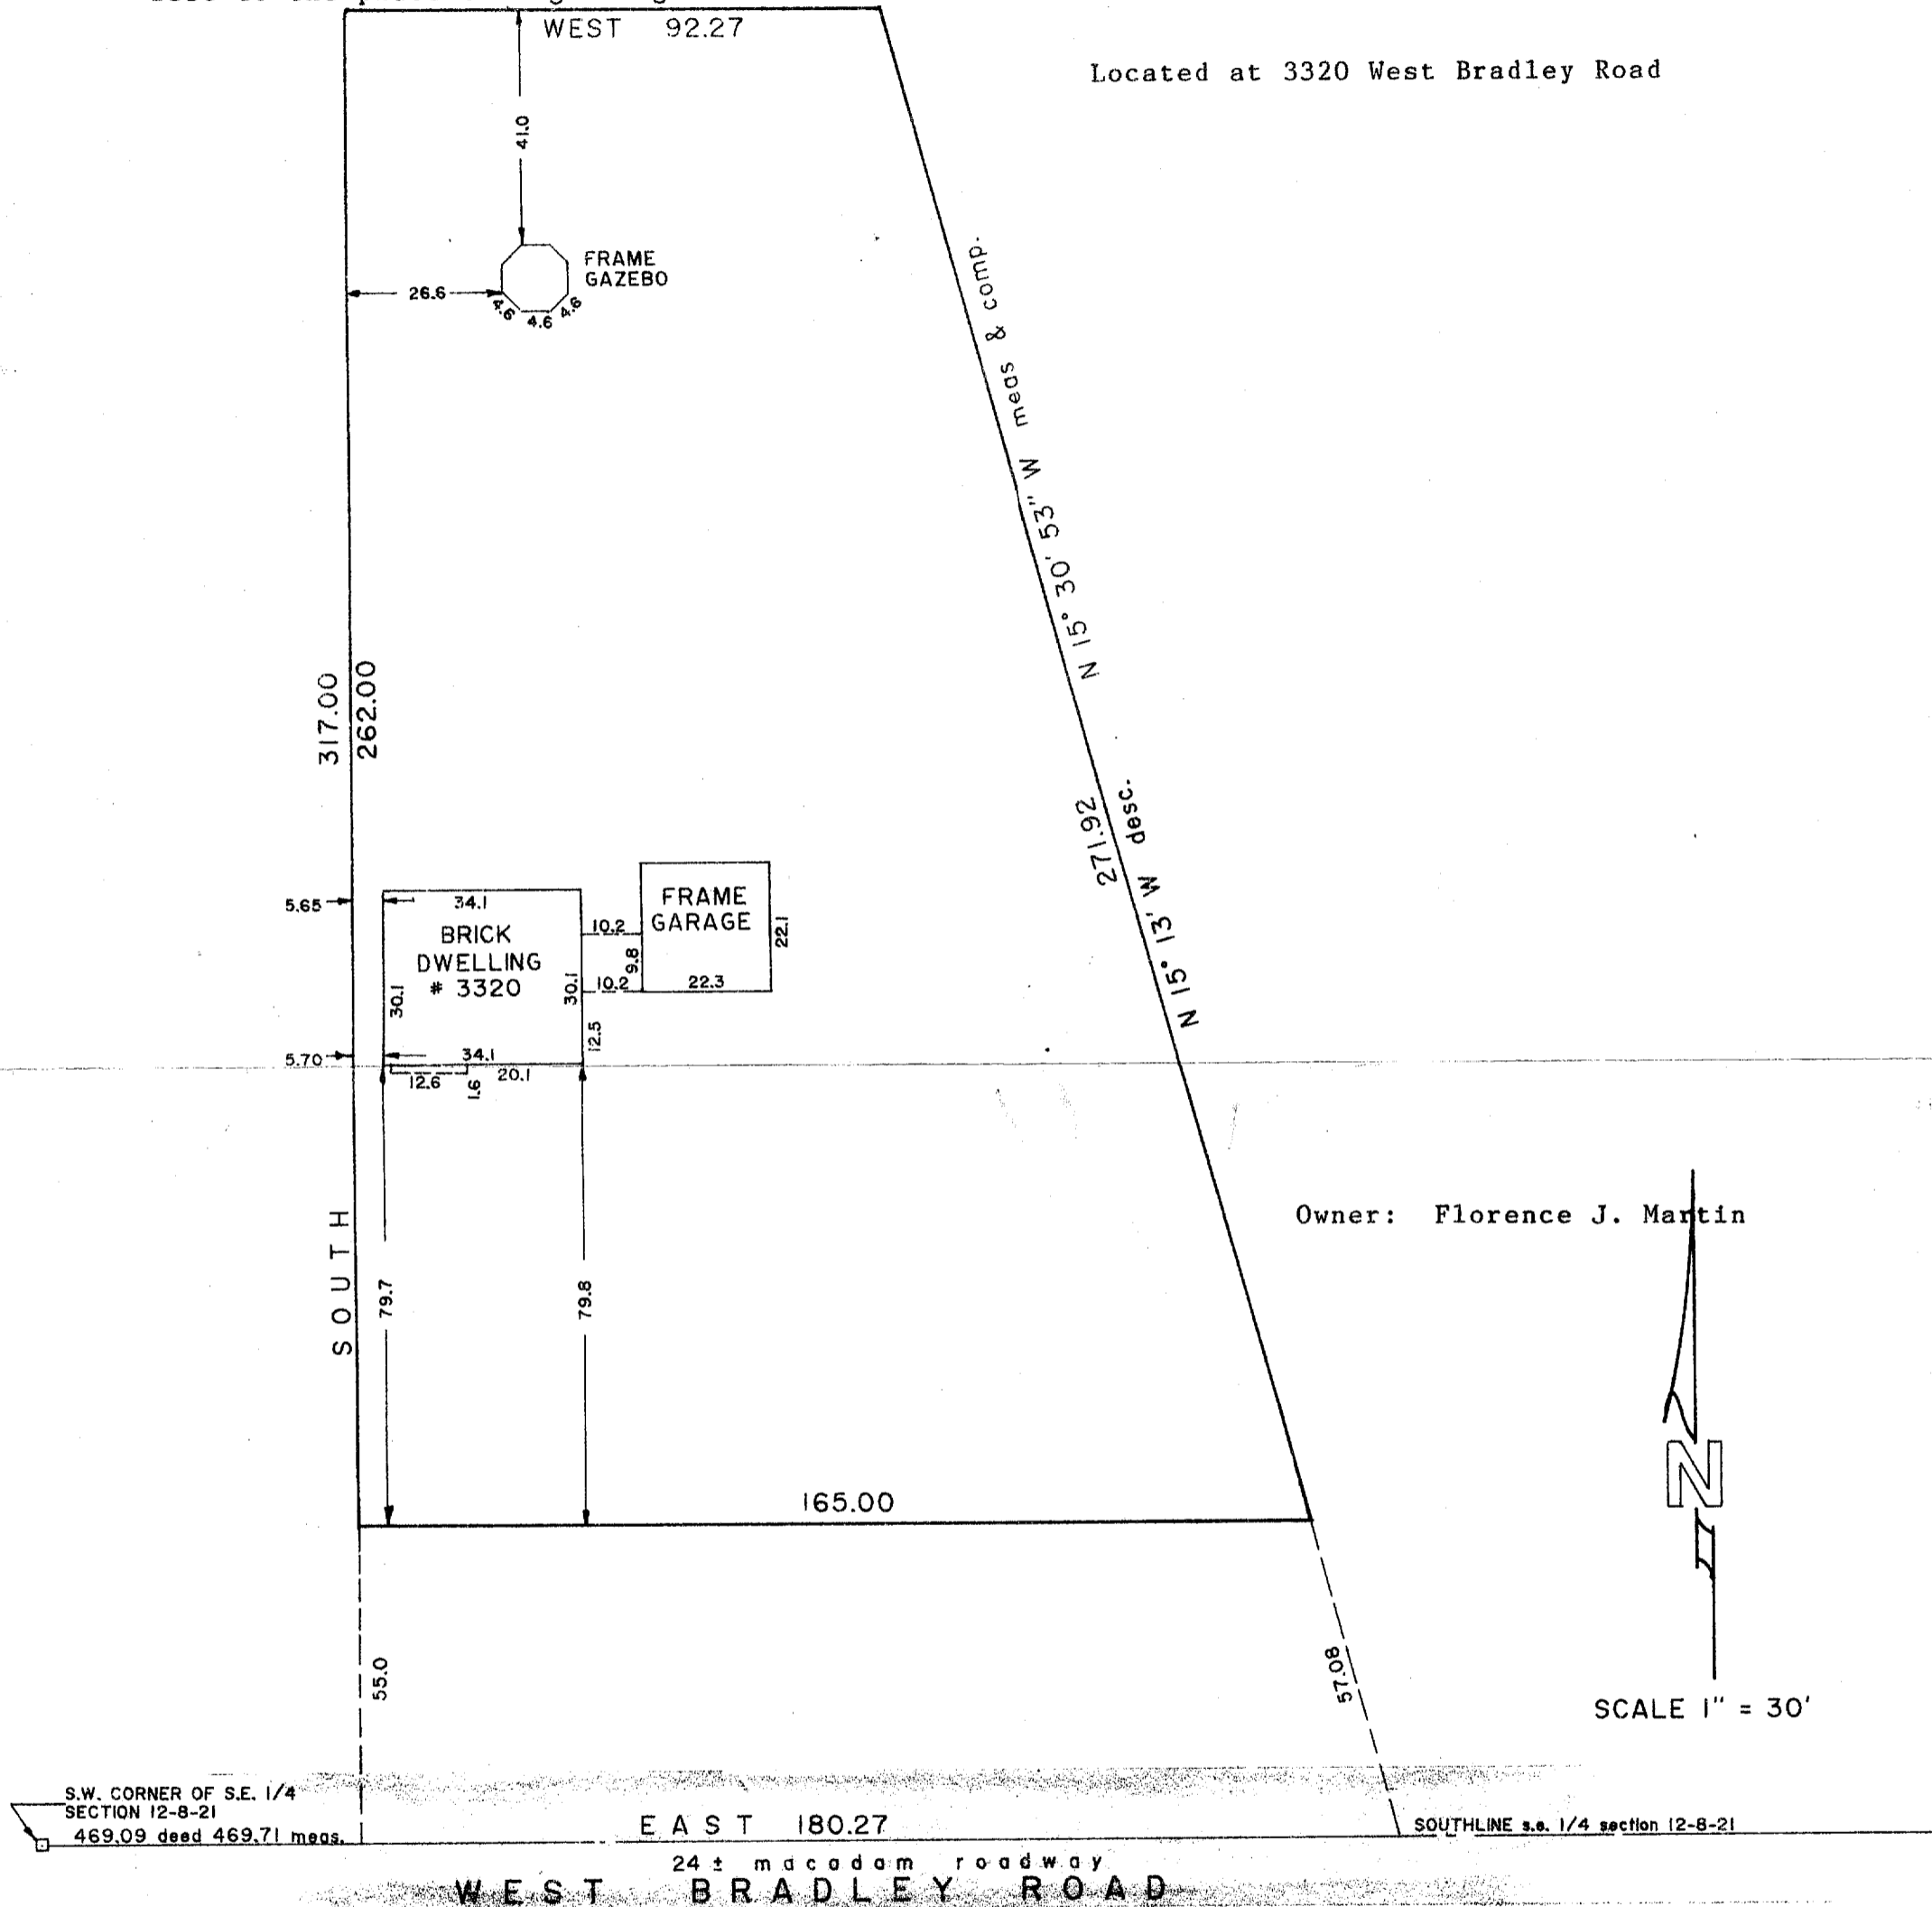 WEST 92.27
Located at 3320 West Bradley Road
41.0
FRAME
GAZEBO
26.6
4.6
4.6
4.6
N 15° 30' 53" W meas & comp.
317.00
262.00
271.92
N 15° 13' W desc.
5.65
34.1
BRICK
DWELLING
# 3320
30.1
30.1
10.2
9.8
10.2
FRAME
GARAGE
22.1
22.3
12.5
5.70
34.1
12.6
1.6
20.1
Owner: Florence J. Martin
SOUTH
79.7
79.8
165.00
N
55.0
57.08
SCALE 1" = 30'
S.W. CORNER OF S.E. 1/4
SECTION 12-8-21
469.09 deed 469.71 meas.
EAST 180.27
SOUTHLINE s.e. 1/4 section 12-8-21
24 ± macadam roadway
WEST BRADLEY ROAD